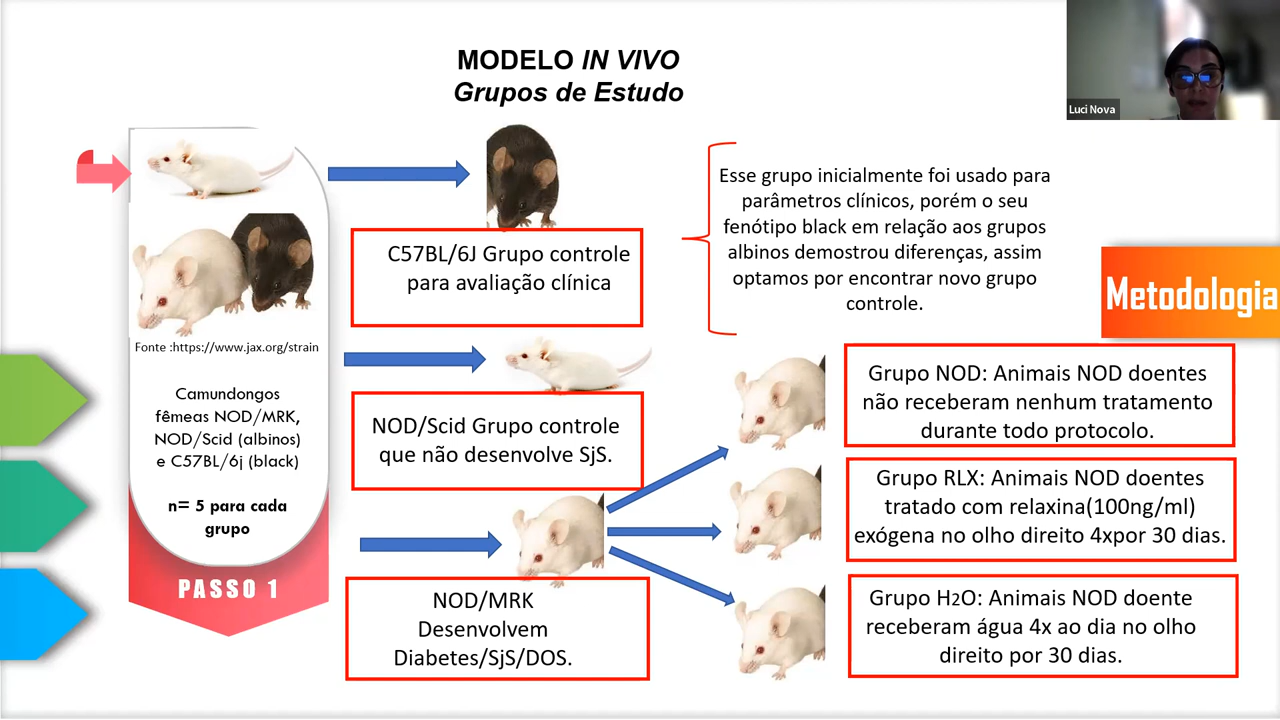 MODELO IN VIVO
Grupos de Estudo
Luci Nova
Fonte :https://www.jax.org/strain
Camundongos
fêmeas NOD/MRK,
NOD/Scid (albinos)
e C57BL/6j (black)
n= 5 para cada
grupo
PASSO 1
C57BL/6J Grupo controle
para avaliação clínica
Esse grupo inicialmente foi usado para
parâmetros clínicos, porém o seu
fenótipo black em relação aos grupos
albinos demostrou diferenças, assim
optamos por encontrar novo grupo
controle.
Metodologia
NOD/Scid Grupo controle
que não desenvolve SjS.
NOD/MRK
Desenvolvem
Diabetes/SjS/DOS.
Grupo NOD: Animais NOD doentes
não receberam nenhum tratamento
durante todo protocolo.
Grupo RLX: Animais NOD doentes
tratado com relaxina(100ng/ml)
exógena no olho direito 4xpor 30 dias.
Grupo H2O: Animais NOD doente
receberam água 4x ao dia no olho
direito por 30 dias.